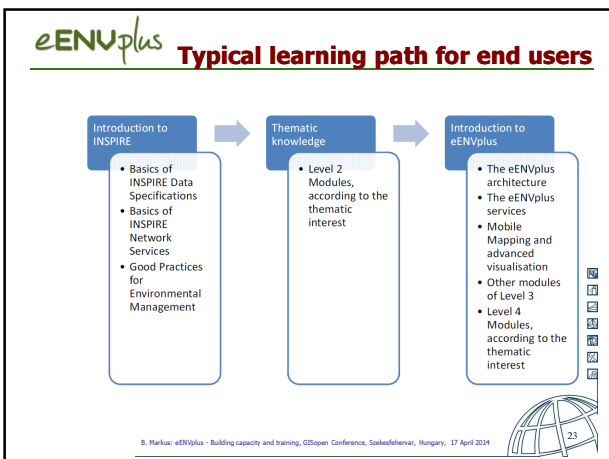 eENVplus
Typical learning path for end users
Introduction to
INSPIRE
• Basics of
INSPIRE Data
Specifications
• Basics of
INSPIRE
Network
Services
• Good Practices
for
Environmental
Management
Thematic
knowledge
• Level 2
Modules,
according to the
thematic
interest
Introduction to
eENVplus
• The eENVplus
architecture
• The eENVplus
services
• Mobile
Mapping and
advanced
visualisation
• Other modules
of Level 3
• Level 4
Modules,
according to the
thematic
interest
B. Markus: eENVplus - Building capacity and training, GISopen Conference, Szekesfehervar, Hungary, 17 April 2014
23